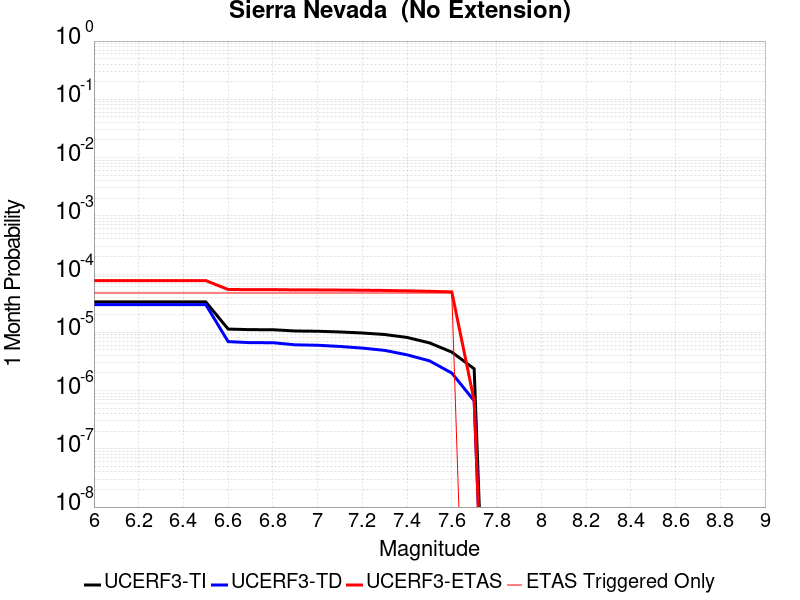 Sierra Nevada  (No Extension)
10^0
10^-1
10^-2
10^-3
10^-4
10^-5
10^-6
10^-7
10^-8
1 Month Probability
6 6.2 6.4 6.6 6.8 7 7.2 7.4 7.6 7.8 8 8.2 8.4 8.6 8.8 9
Magnitude
UCERF3-TI UCERF3-TD UCERF3-ETAS ETAS Triggered Only